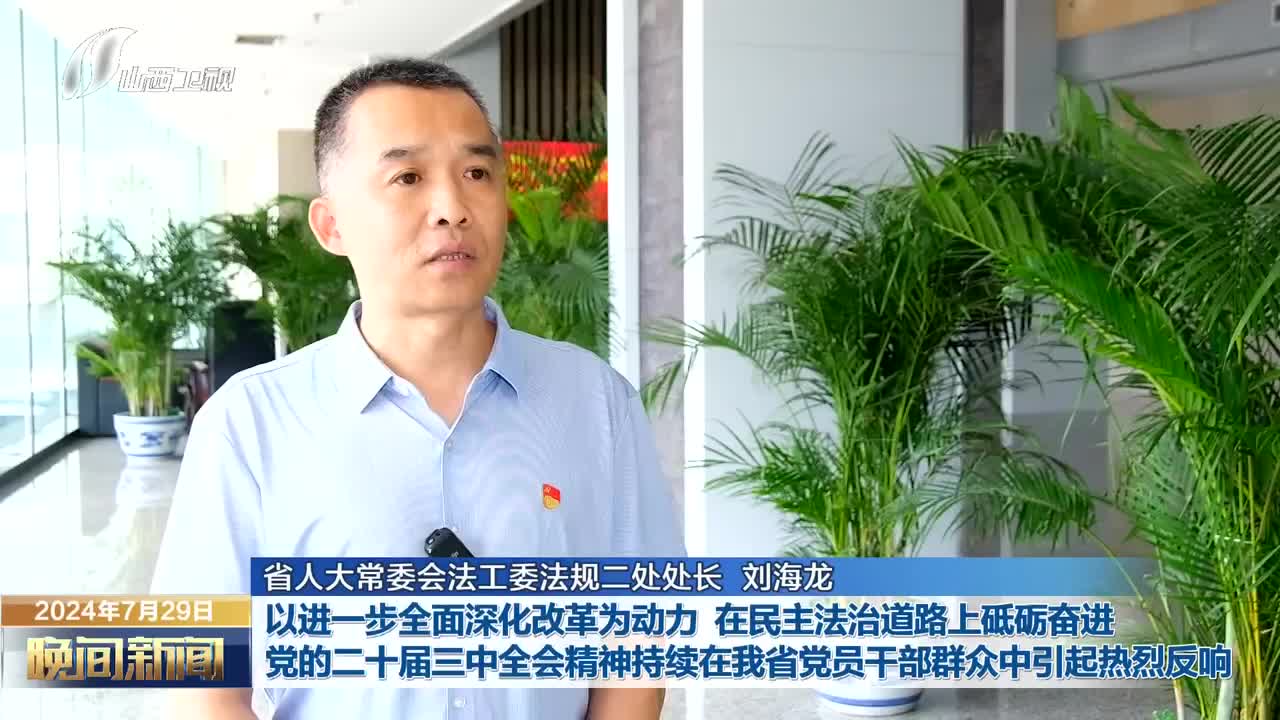 山西卫视
省人大常委会法工委法规二处处长 刘海龙
2024年7月29日
晚间新闻
以进一步全面深化改革为动力 在民主法治道路上砥砺奋进
党的二十届三中全会精神持续在我省党员干部群众中引起热烈反响